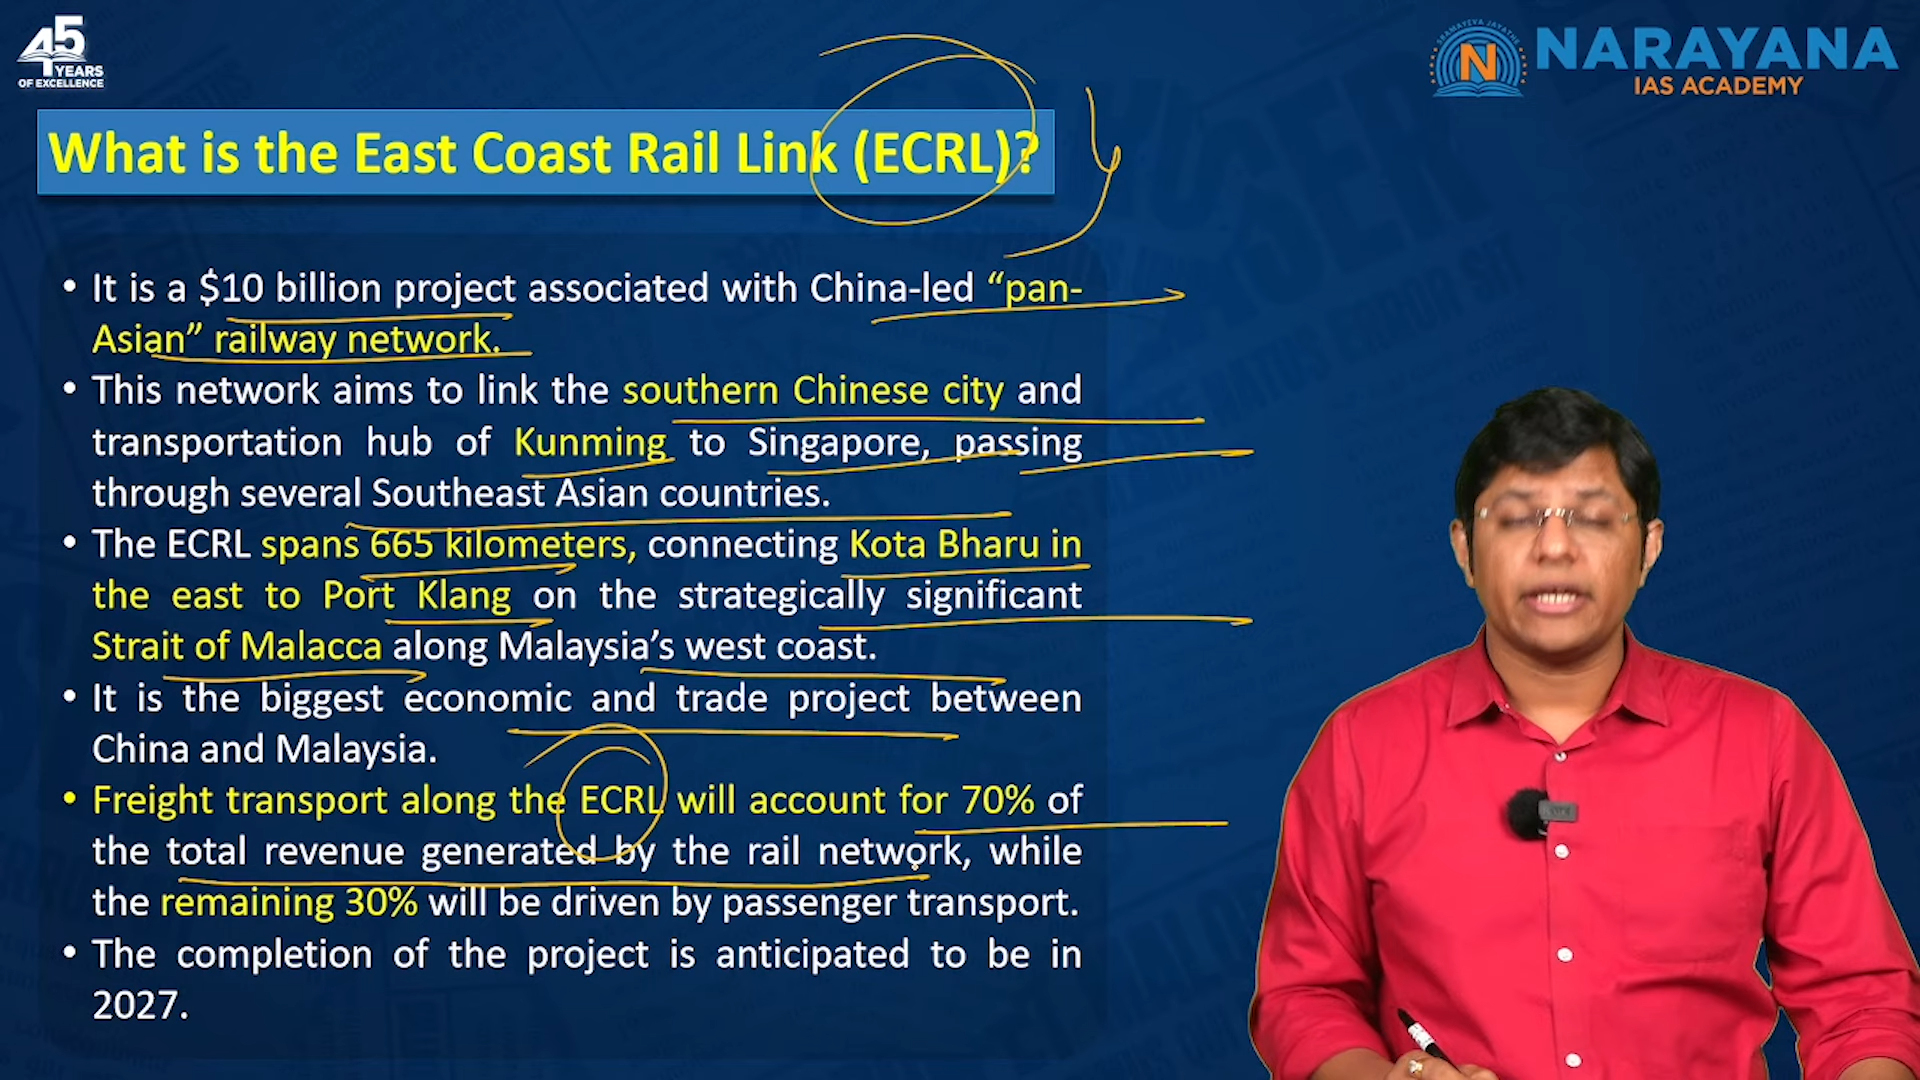 45
YEARS
OF EXCELLENCE
NARAYANA
IAS ACADEMY
What is the East Coast Rail Link (ECRL)?
• It is a $10 billion project associated with China-led “pan-
Asian” railway network.
• This network aims to link the southern Chinese city and
transportation hub of Kunming to Singapore, passing
through several Southeast Asian countries.
• The ECRL spans 665 kilometers, connecting Kota Bharu in
the east to Port Klang on the strategically significant
Strait of Malacca along Malaysia’s west coast.
• It is the biggest economic and trade project between
China and Malaysia.
• Freight transport along the ECRL will account for 70% of
the total revenue generated by the rail network, while
the remaining 30% will be driven by passenger transport.
• The completion of the project is anticipated to be in
2027.